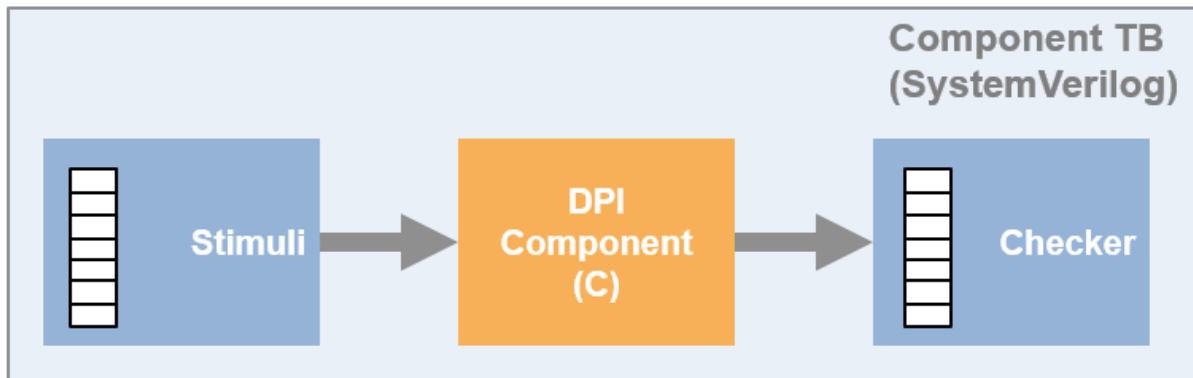 Component TB
(SystemVerilog)
Stimuli
DPI
Component
(C)
Checker